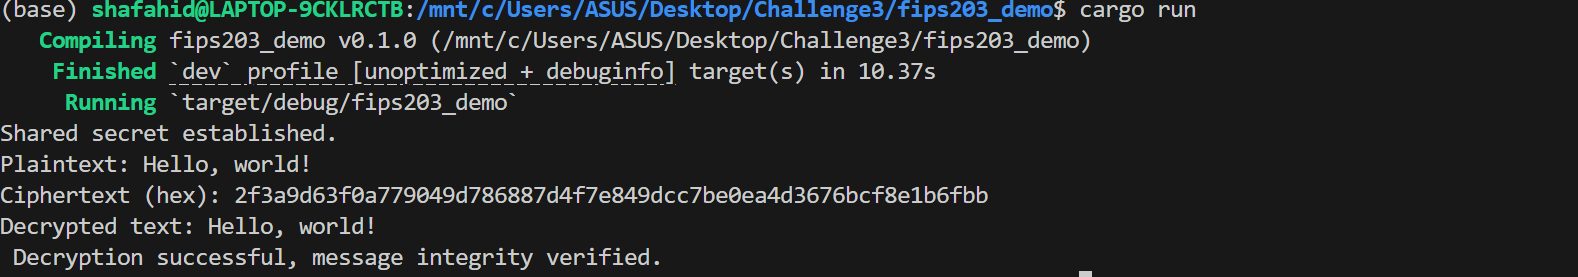 (base) shafahid@LAPTOP-9CKLRCTB:/mnt/c/Users/ASUS/Desktop/Challenge3/fips203_demo$ cargo run
   Compiling fips203_demo v0.1.0 (/mnt/c/Users/ASUS/Desktop/Challenge3/fips203_demo)
    Finished `dev` profile [unoptimized + debuginfo] target(s) in 10.37s
     Running `target/debug/fips203_demo`
Shared secret established.
Plaintext: Hello, world!
Ciphertext (hex): 2f3a9d63f0a779049d786887d4f7e849dcc7be0ea4d3676bcf8e1b6fbb
Decrypted text: Hello, world!
 Decryption successful, message integrity verified.